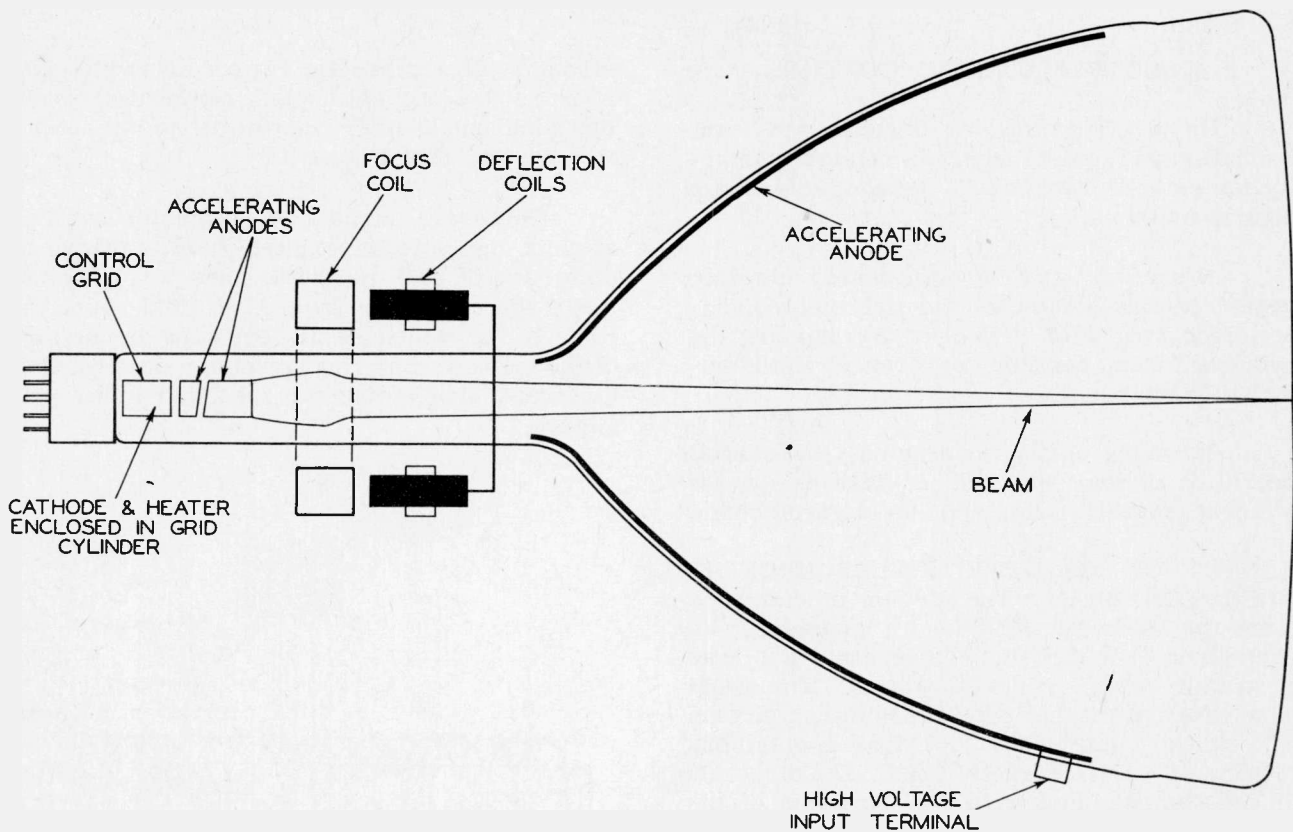 FOCUS
COIL
DEFLECTION
COILS
ACCELERATING
ANODES
CONTROL
GRID
ACCELERATING
ANODE
CATHODE & HEATER
ENCLOSED IN GRID
CYLINDER
BEAM
HIGH VOLTAGE
INPUT TERMINAL